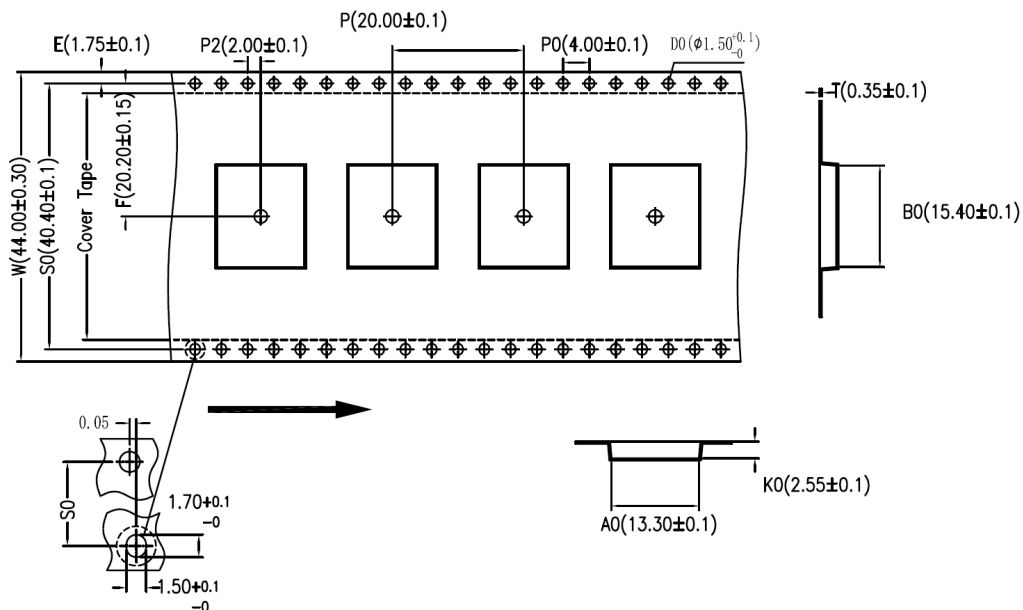 P(20.00±0.1)
E(1.75±0.1)
P2(2.00±0.1)
P0(4.00±0.1)
D0(ϕ1.50+0.1
-0)
T(0.35±0.1)
W(44.00±0.30)
S0(40.40±0.1)
Cover Tape
F(20.20±0.15)
B0(15.40±0.1)
0.05
S0
1.70+0.1
-0
1.50+0.1
-0
K0(2.55±0.1)
A0(13.30±0.1)